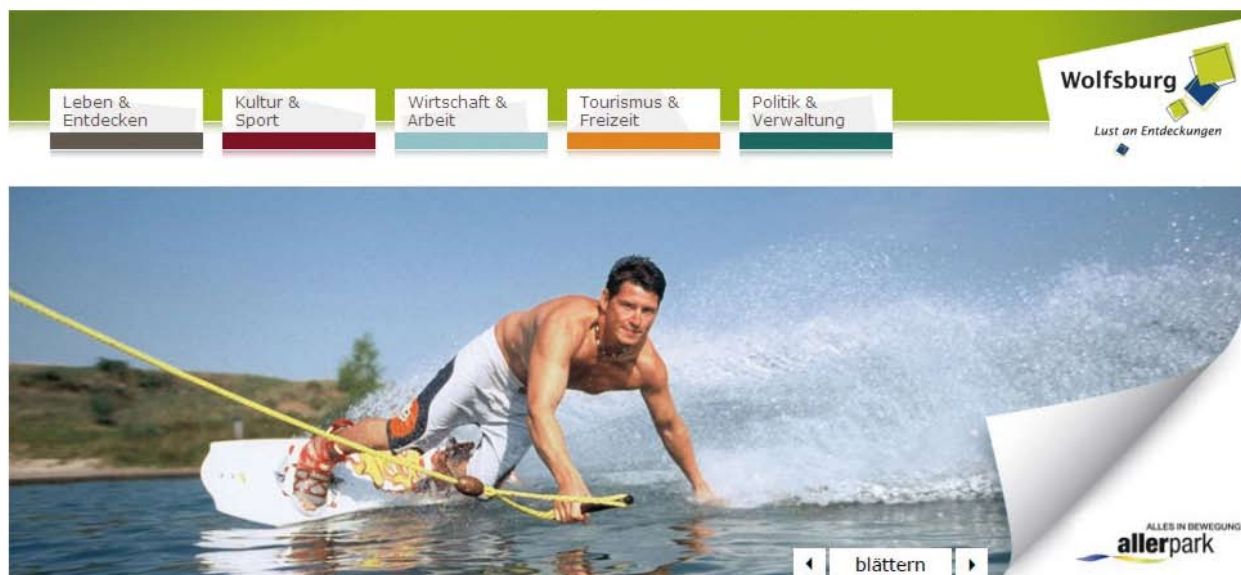 Leben &
Entdecken
Kultur &
Sport
Wirtschaft &
Arbeit
Tourismus &
Freizeit
Politik &
Verwaltung
Wolfsburg
Lust an Entdeckungen
ALLES IN BEWEGUNG
allerpark
blättern